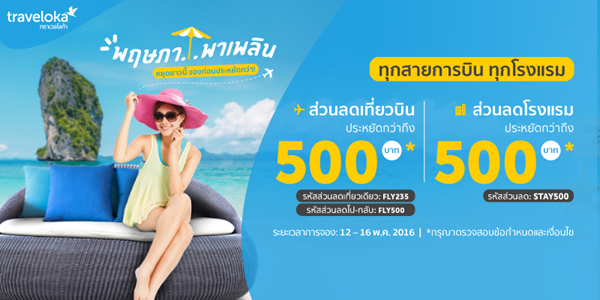 traveloka
ทราเวลโลก้า
พฤษภา..พาเพลิน
หยุดยาวนี้ จองก่อนประหยัดกว่า!
ทุกสายการบิน ทุกโรงแรม
ส่วนลดเที่ยวบิน
ประหยัดกว่าถึง
500 บาท*
รหัสส่วนลดเที่ยวเดียว: FLY235
รหัสส่วนลดไป-กลับ: FLY500
ส่วนลดโรงแรม
ประหยัดกว่าถึง
500 บาท*
รหัสส่วนลด: STAY500
ระยะเวลาการจอง: 12 – 16 พ.ค. 2016 | *กรุณาตรวจสอบข้อกำหนดและเงื่อนไข